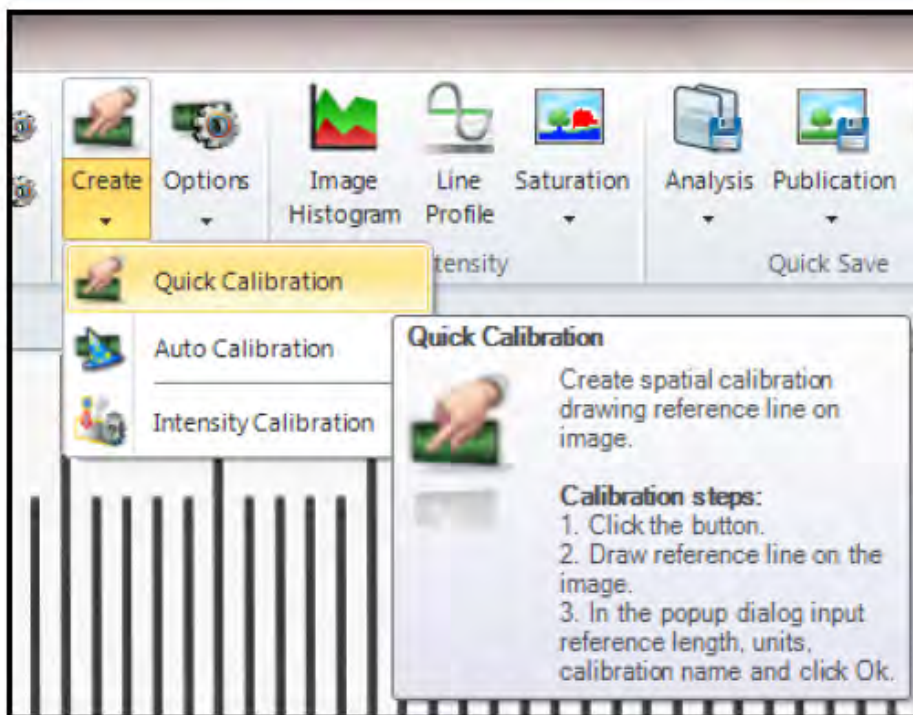 Create
Options
Image
Histogram
Line
Profile
Saturation
Analysis
Publication
tensity
Quick Save
Quick Calibration
Auto Calibration
Intensity Calibration
Quick Calibration
Create spatial calibration
drawing reference line on
image.
Calibration steps:
1. Click the button.
2. Draw reference line on the
image.
3. In the popup dialog input
reference length, units,
calibration name and click Ok.